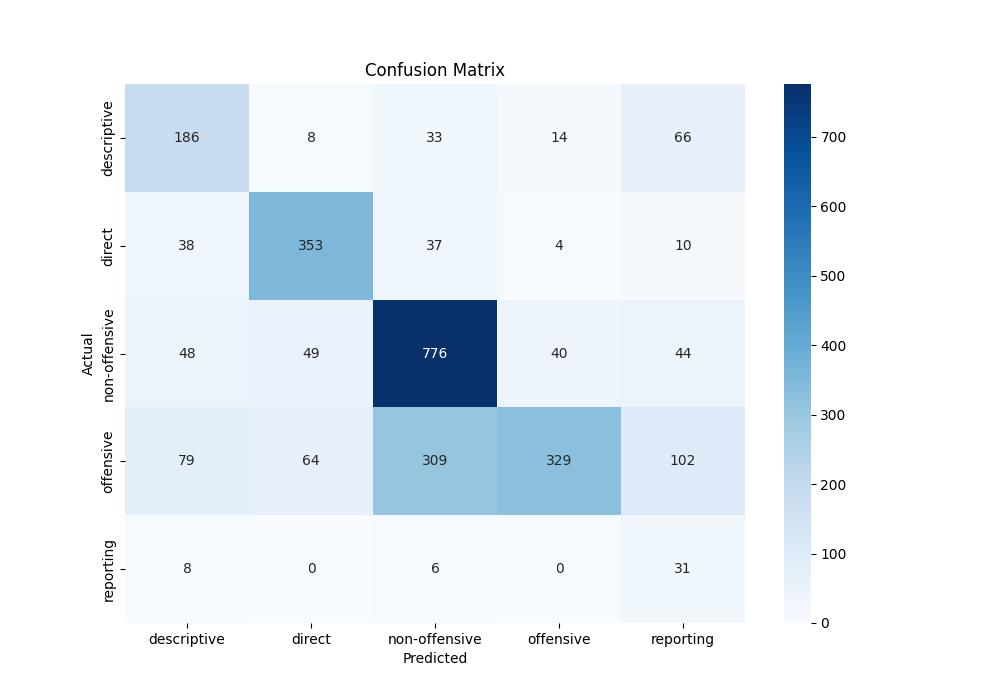 Confusion Matrix
Actual
descriptive 186 8 33 14 66
direct 38 353 37 4 10
non-offensive 48 49 776 40 44
offensive 79 64 309 329 102
reporting 8 0 6 0 31
descriptive direct non-offensive offensive reporting
Predicted
700
600
500
400
300
200
100
0